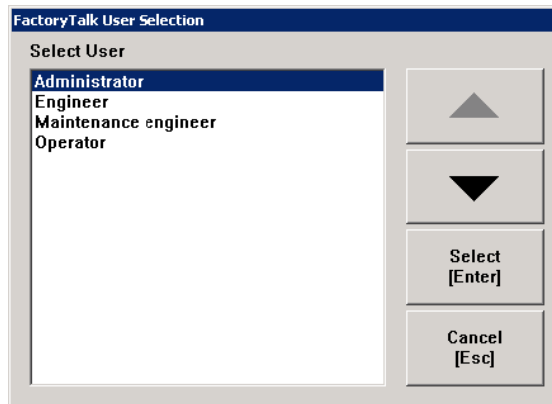 FactoryTalk User Selection
Select User
Administrator
Engineer
Maintenance engineer
Operator
Select
[Enter]
Cancel
[Esc]